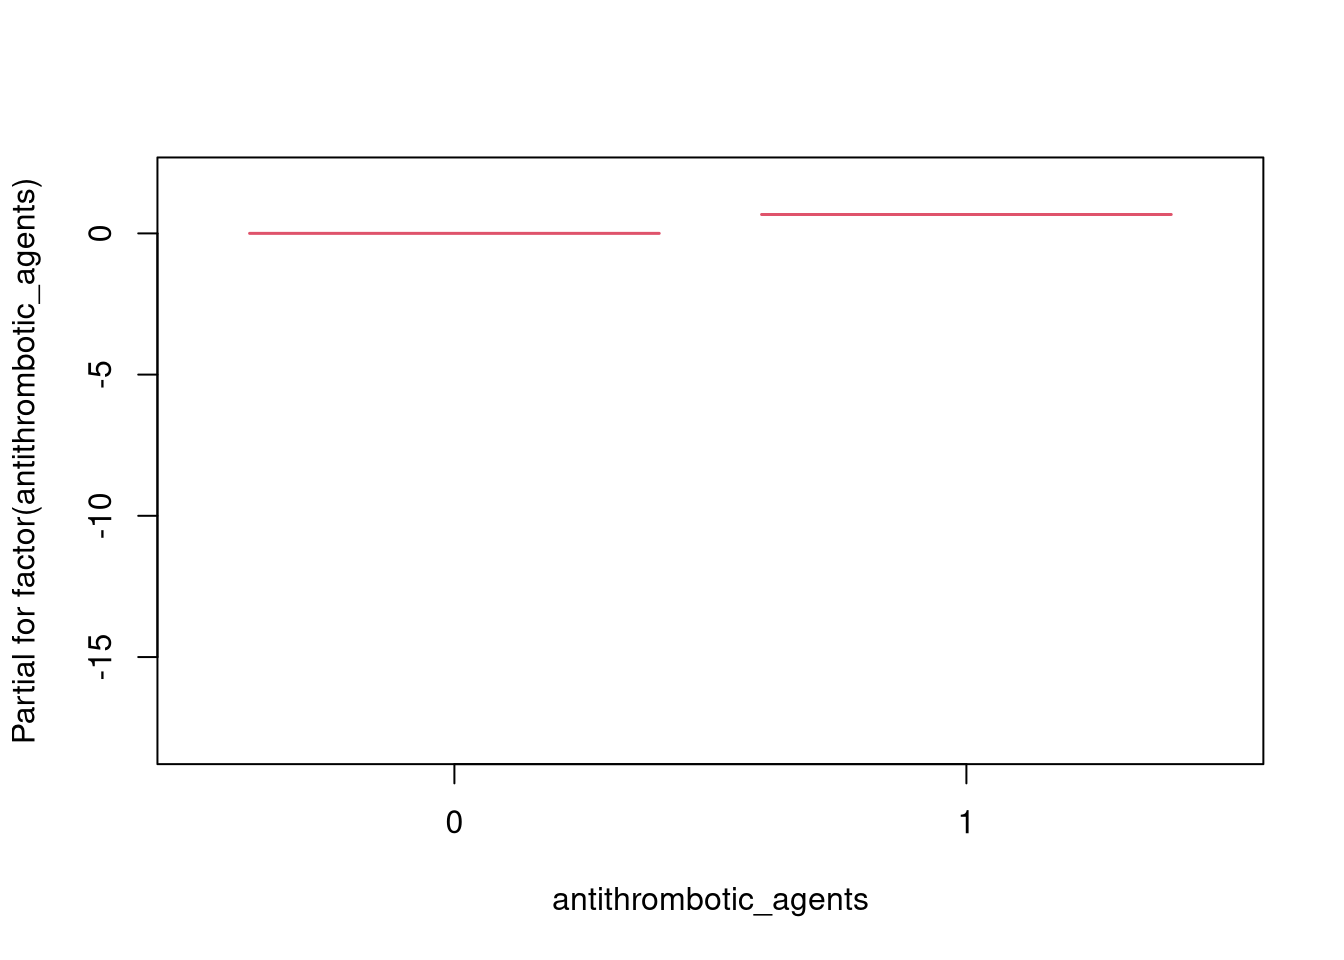 Partial for factor(antithrombotic_agents)
0
-5
-10
-15
0 1
antithrombotic_agents